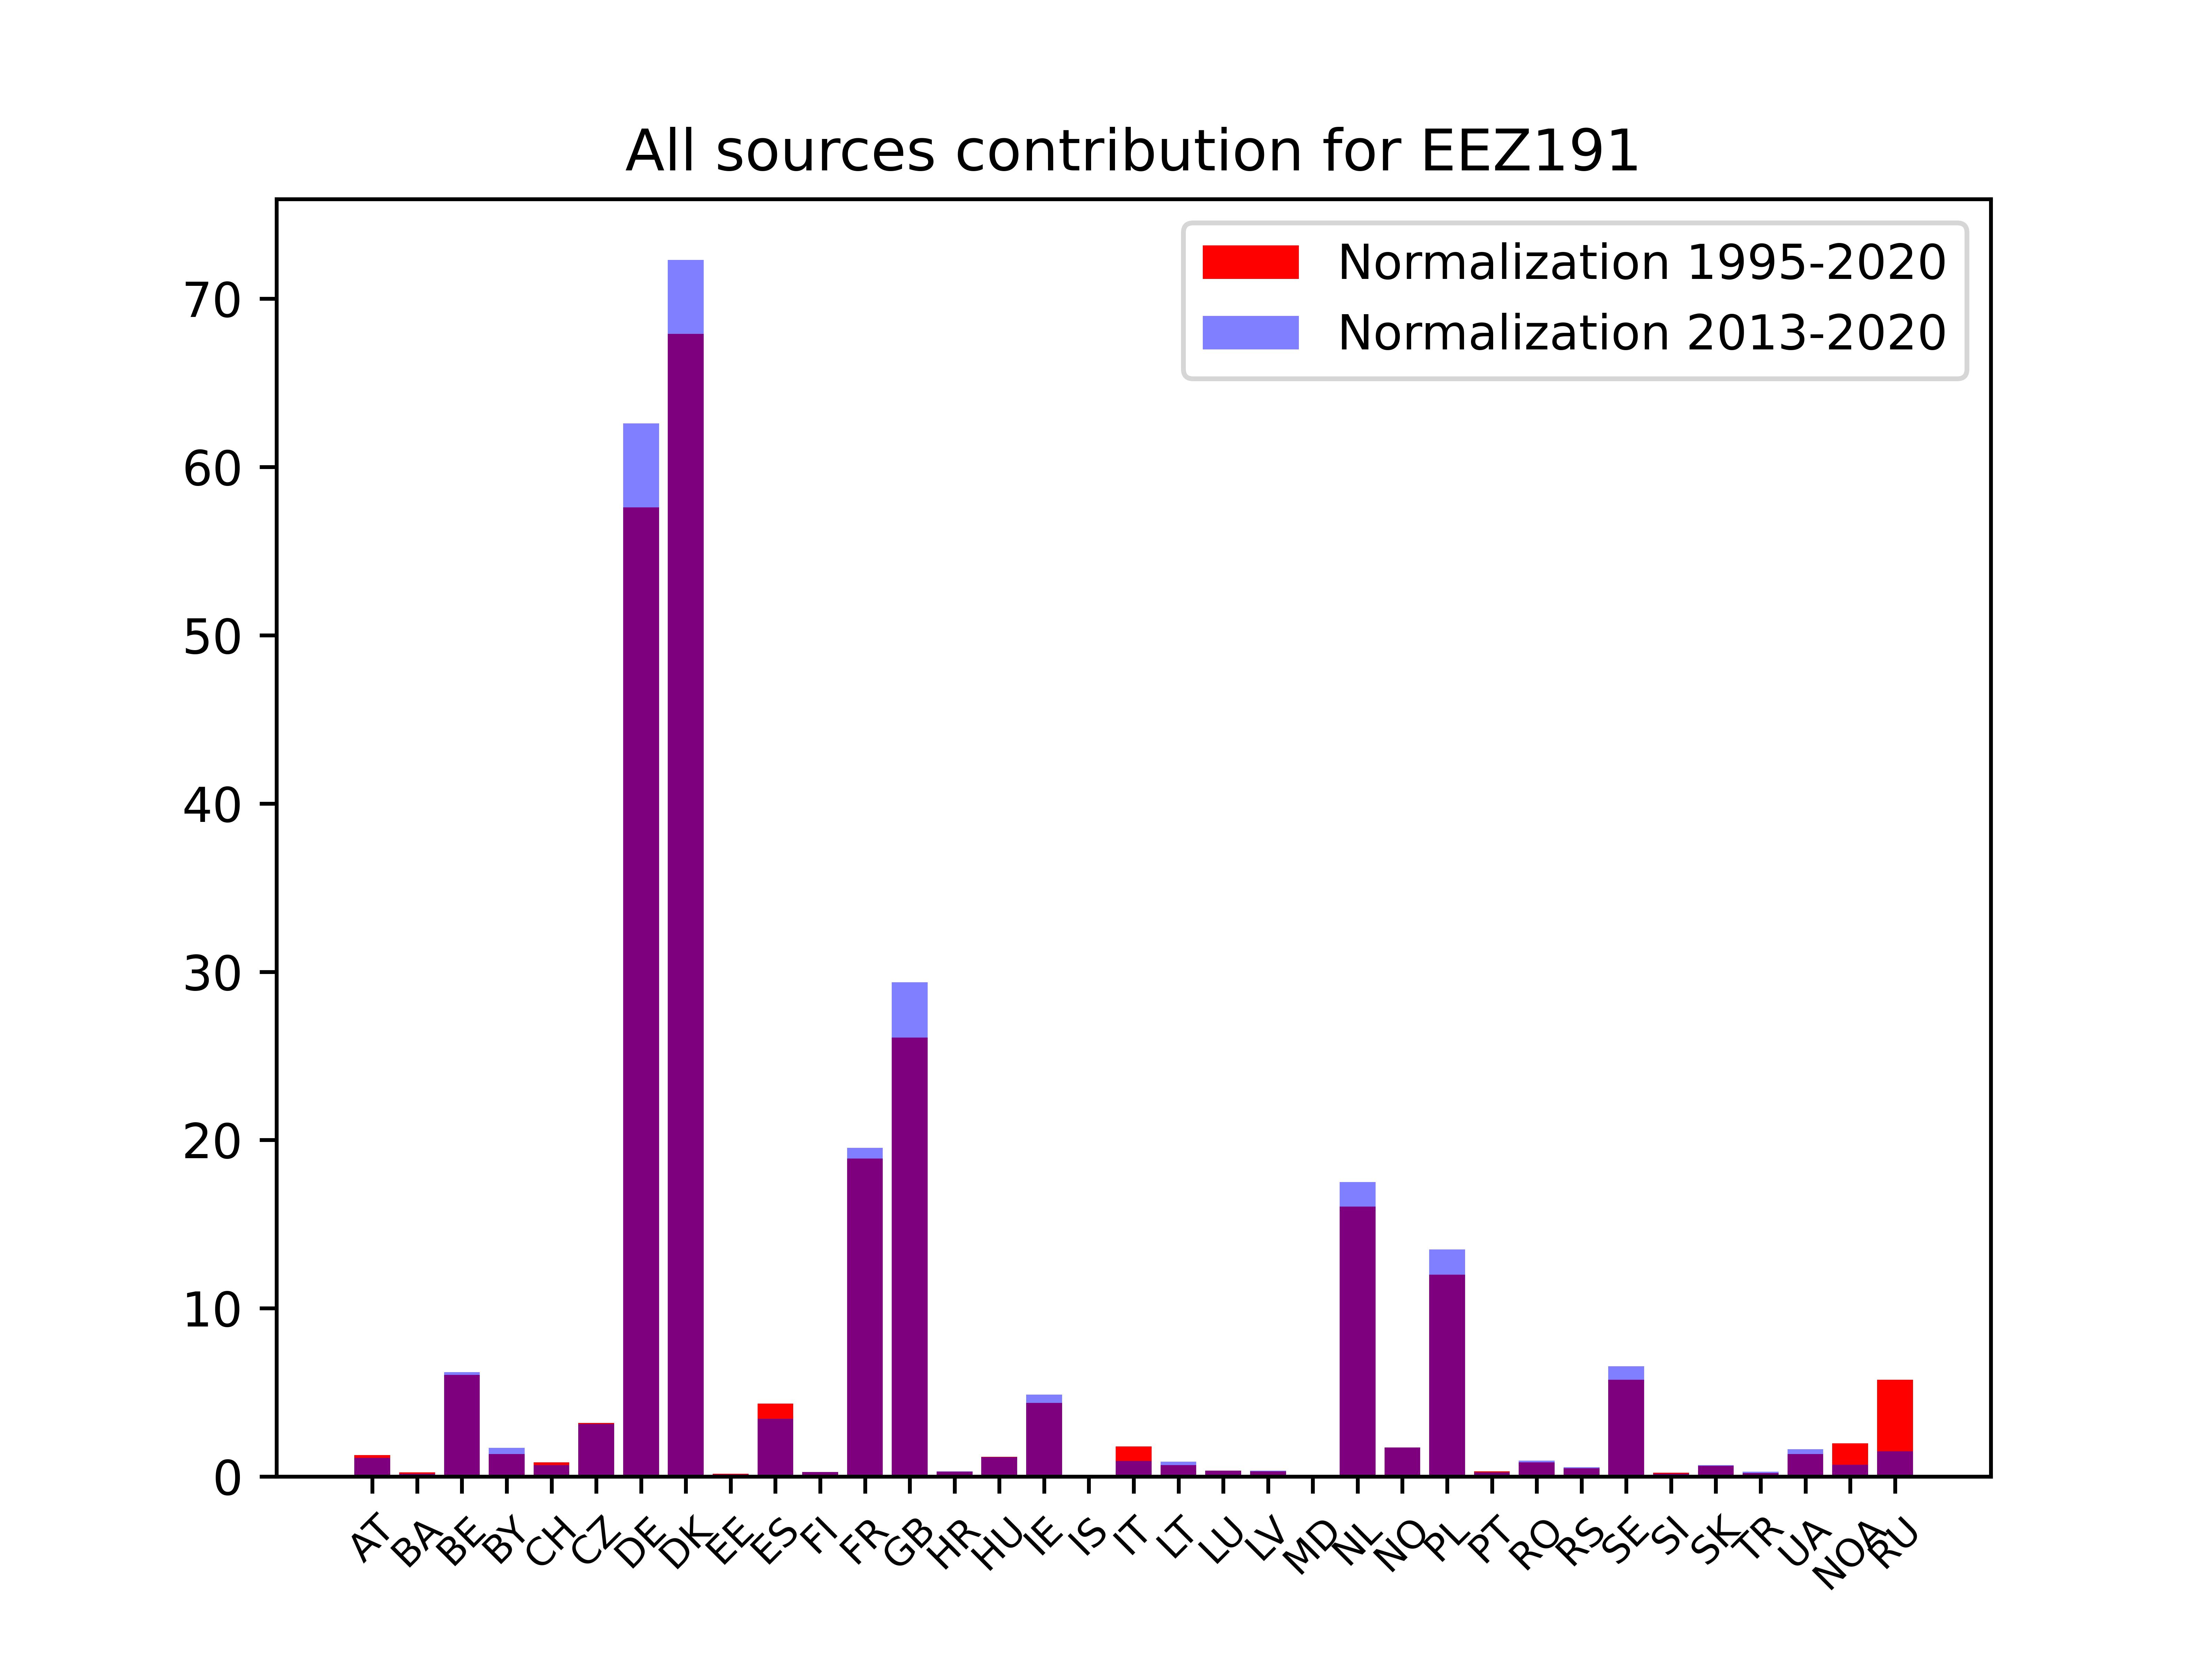 All sources contribution for EEZ191
Normalization 1995-2020
Normalization 2013-2020
70
60
50
40
30
20
10
0
AT BA BE BY CH CZ DE DK EE ES FI FR GB HR HU IE IS IT LT LU LV MD NL NO PL PT RO RS SE SI SK TR UA NOA RU